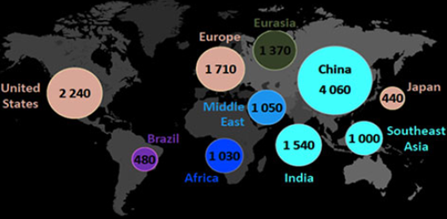 Eurasia
1 370
Europe
1 710
China
4 060
United
States
2 240
Japan
440
Middle
East
1 050
Southeast
Asia
1 000
Brazil
480
Africa
1 030
India
1 540